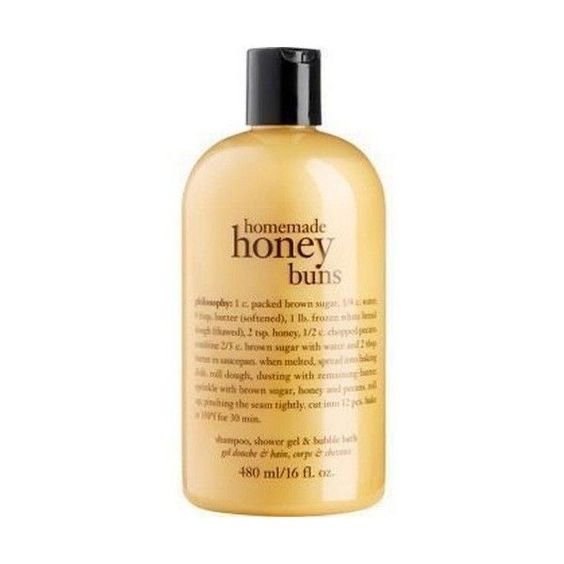 homemade
honey
buns
philosophy: 1 c. packed brown sugar, 1/4 c. water,
tbsp. butter (softened), 1 lb. frozen white bread
dough (thawed), 2 tsp. honey, 1/2 c. chopped pecans.
combine 2/3 c. brown sugar with water and 2 tbsp.
butter in saucepan. when melted, spread into baking
dish. roll dough, dusting with remaining butter.
sprinkle with brown sugar, honey and pecans. roll
up, pinching the seam tightly. cut into 12 pcs. bake
at 350°f for 30 min.
shampoo, shower gel & bubble bath
gel douche & bain, corps & cheveux
480 ml/16 fl. oz.